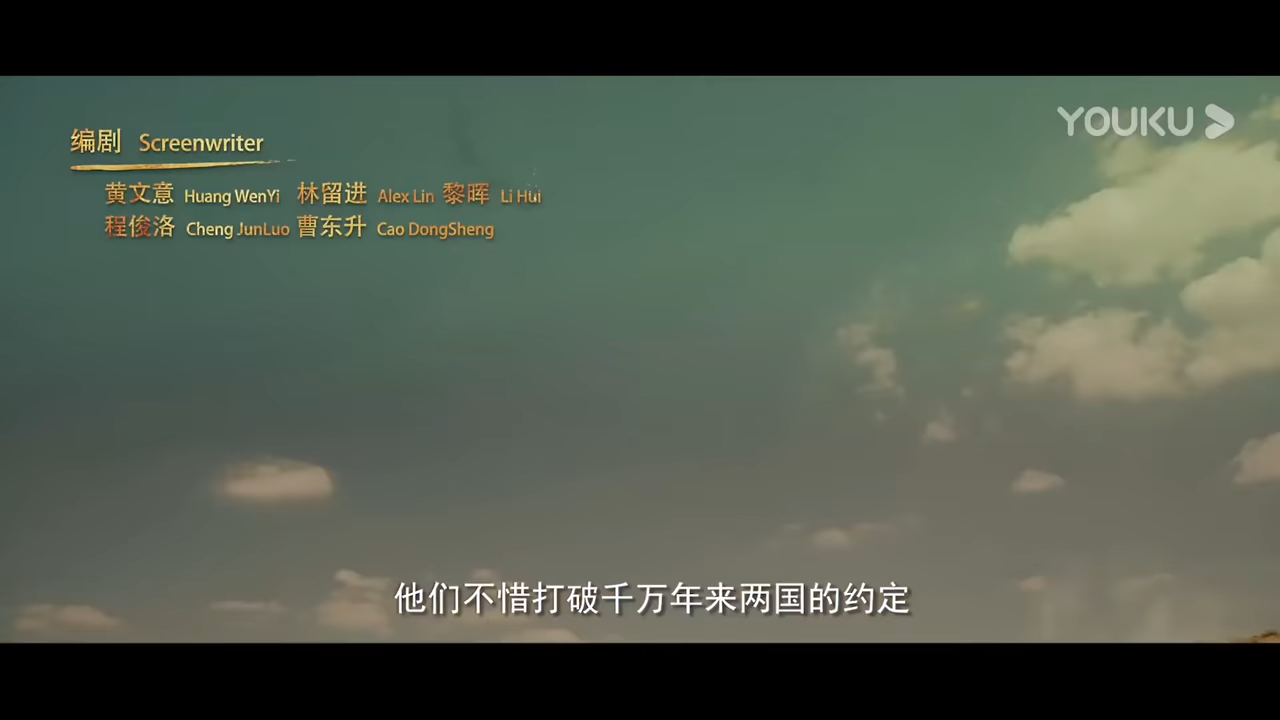 YOUKU
编剧 Screenwriter
黄文意 Huang WenYi 林留进 Alex Lin 黎晖 Li Hui
程俊洛 Cheng JunLuo 曹东升 Cao DongSheng
他们不惜打破千万年来两国的约定